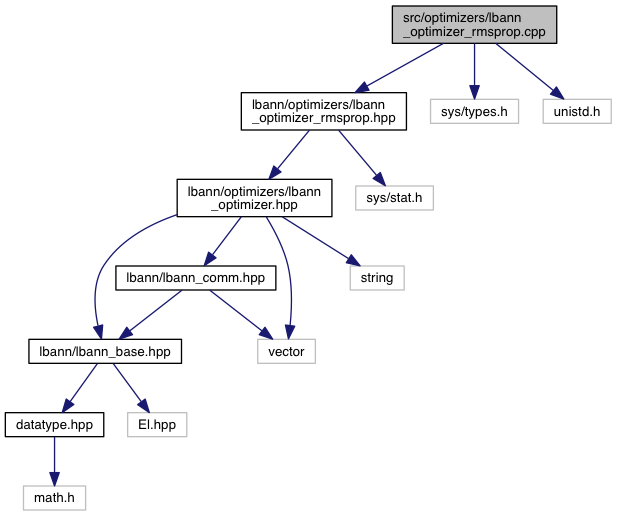 src/optimizers/lbann
_optimizer_rmsprop.cpp
lbann/optimizers/lbann
_optimizer_rmsprop.hpp
sys/types.h
unistd.h
lbann/optimizers/lbann
_optimizer.hpp
sys/stat.h
lbann/lbann_comm.hpp
string
lbann/lbann_base.hpp
vector
datatype.hpp
El.hpp
math.h